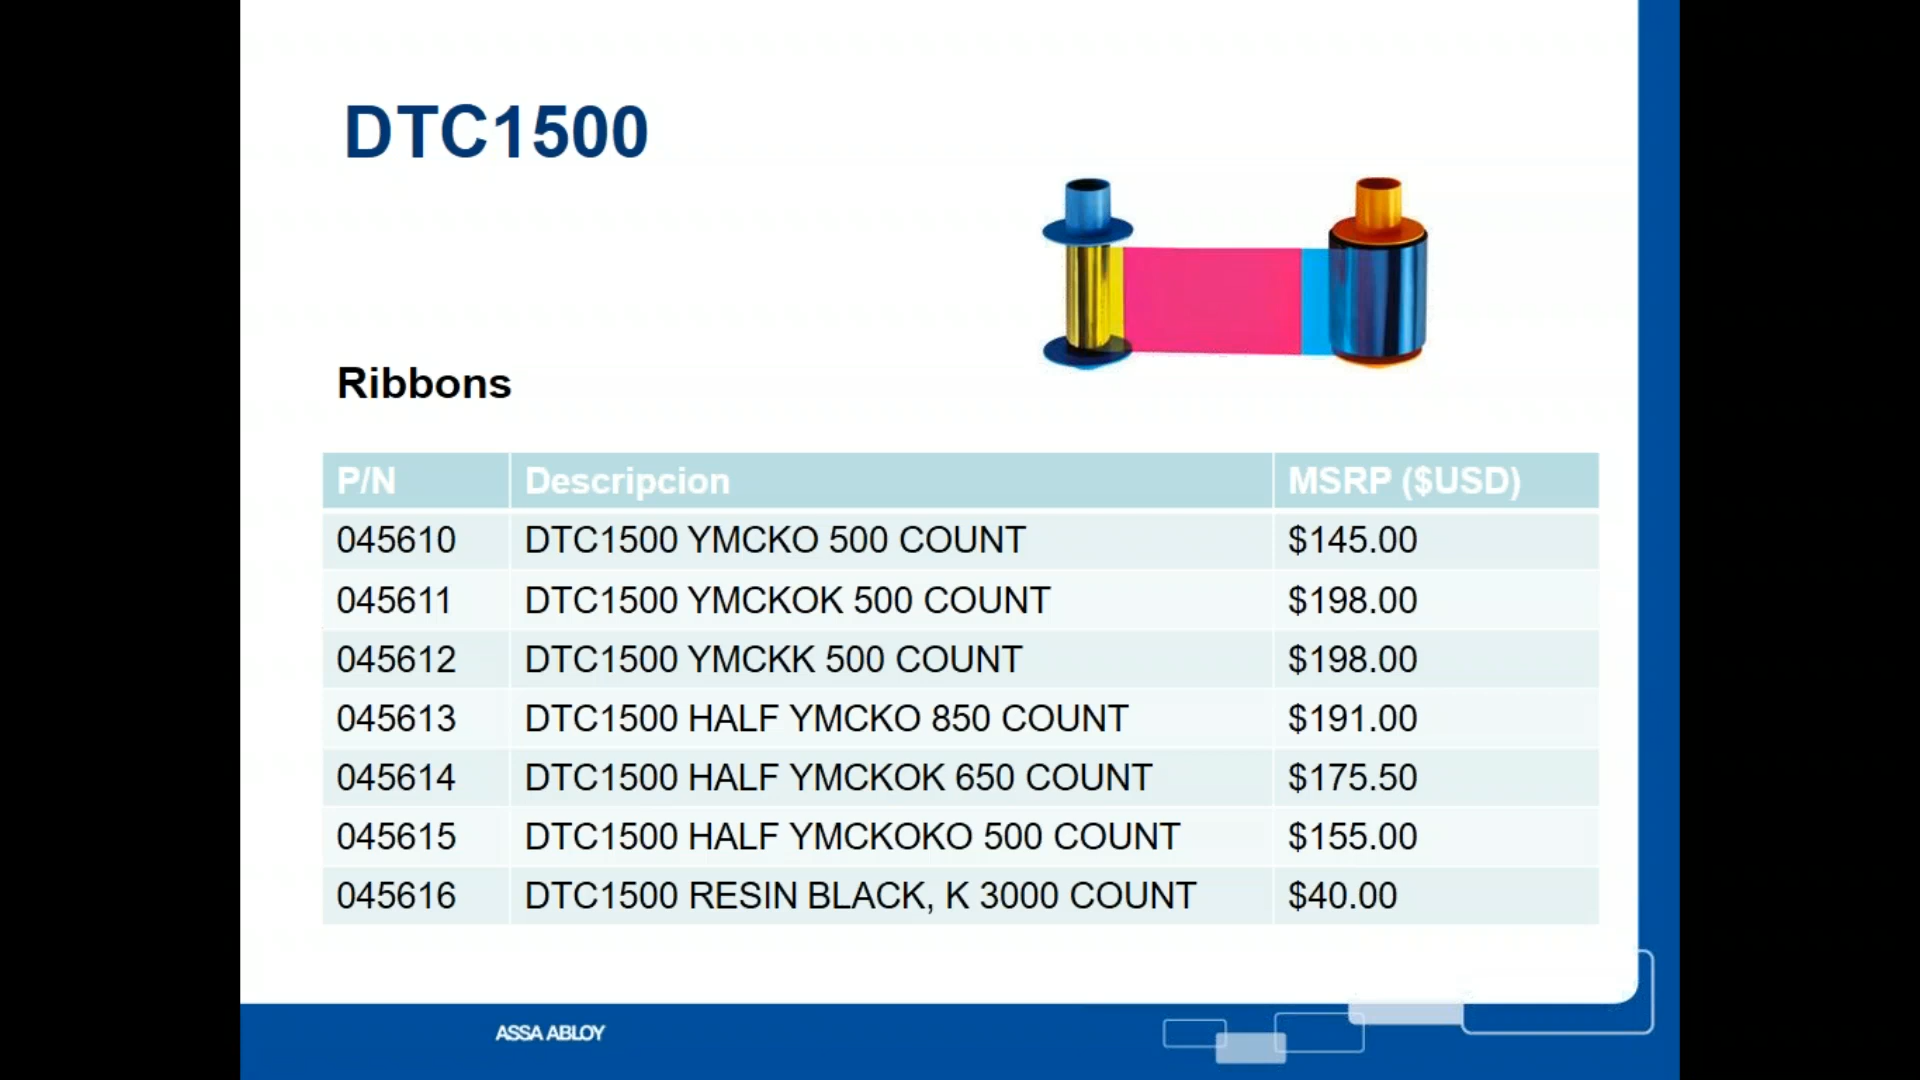 DTC1500
Ribbons
P/N Descripcion MSRP ($USD)
045610 DTC1500 YMCKO 500 COUNT $145.00
045611 DTC1500 YMCKOK 500 COUNT $198.00
045612 DTC1500 YMCKK 500 COUNT $198.00
045613 DTC1500 HALF YMCKO 850 COUNT $191.00
045614 DTC1500 HALF YMCKOK 650 COUNT $175.50
045615 DTC1500 HALF YMCKOKO 500 COUNT $155.00
045616 DTC1500 RESIN BLACK, K 3000 COUNT $40.00
ASSA ABLOY